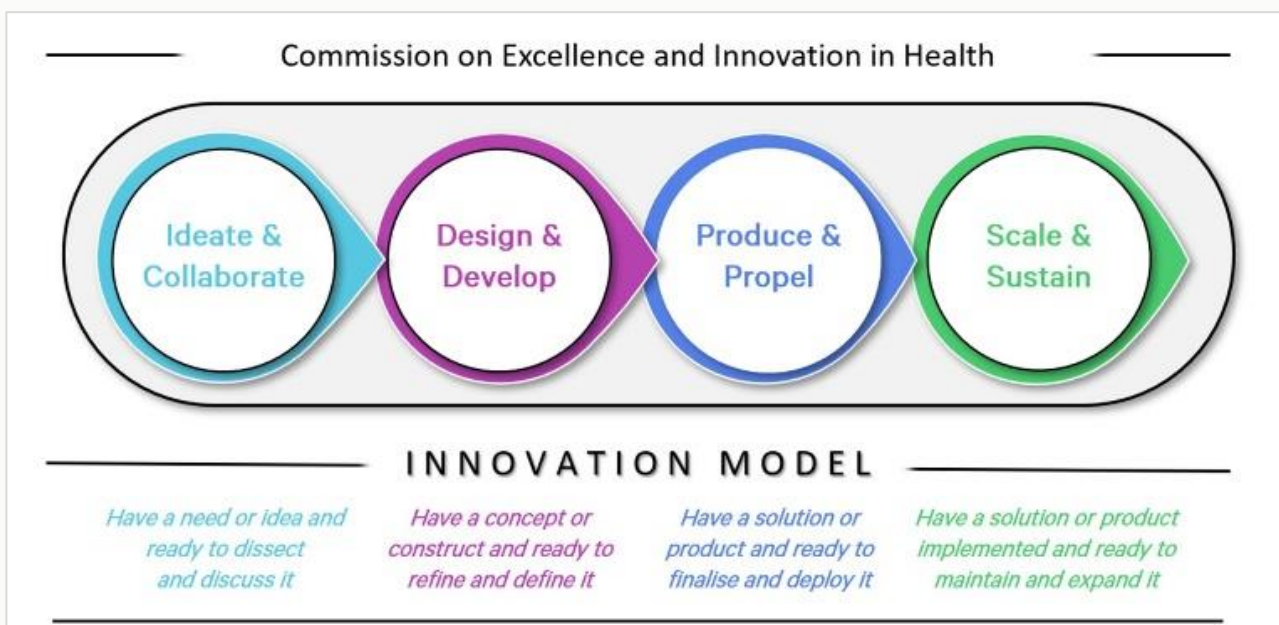 Commission on Excellence and Innovation in Health
Ideate &
Collaborate
Design &
Develop
Produce &
Propel
Scale &
Sustain
INNOVATION MODEL
Have a need or idea and
ready to dissect
and discuss it
Have a concept or
construct and ready to
refine and define it
Have a solution or
product and ready to
finalise and deploy it
Have a solution or product
implemented and ready to
maintain and expand it